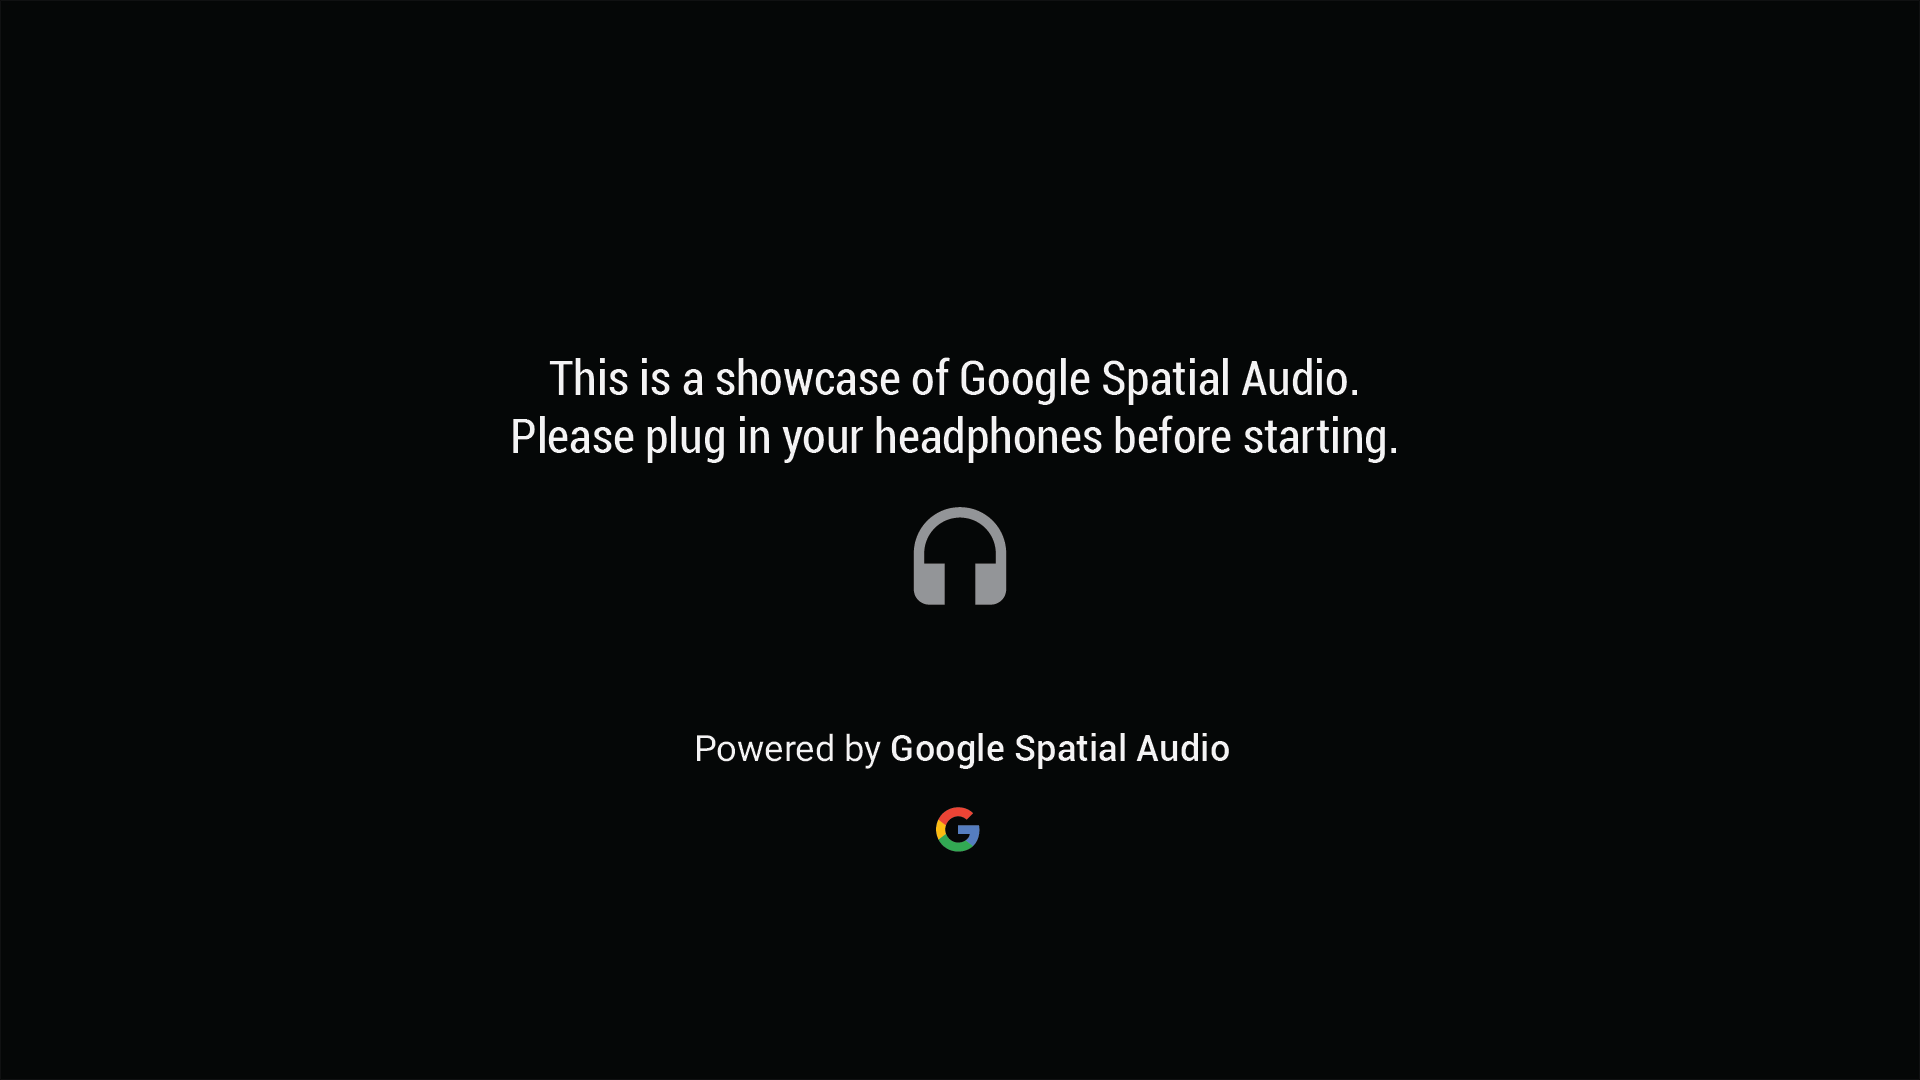 This is a showcase of Google Spatial Audio.
Please plug in your headphones before starting.
Powered by Google Spatial Audio